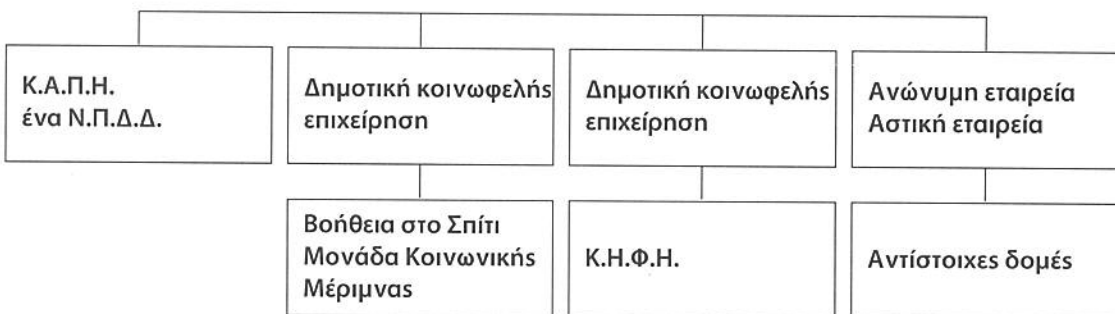 Κ.Α.Π.Η.
ένα Ν.Π.Δ.Δ.
Δημοτική κοινωφελής
επιχείρηση
Δημοτική κοινωφελής
επιχείρηση
Ανώνυμη εταιρεία
Αστική εταιρεία
Βοήθεια στο Σπίτι
Μονάδα Κοινωνικής
Μέριμνας
Κ.Η.Φ.Η.
Αντίστοιχες δομές